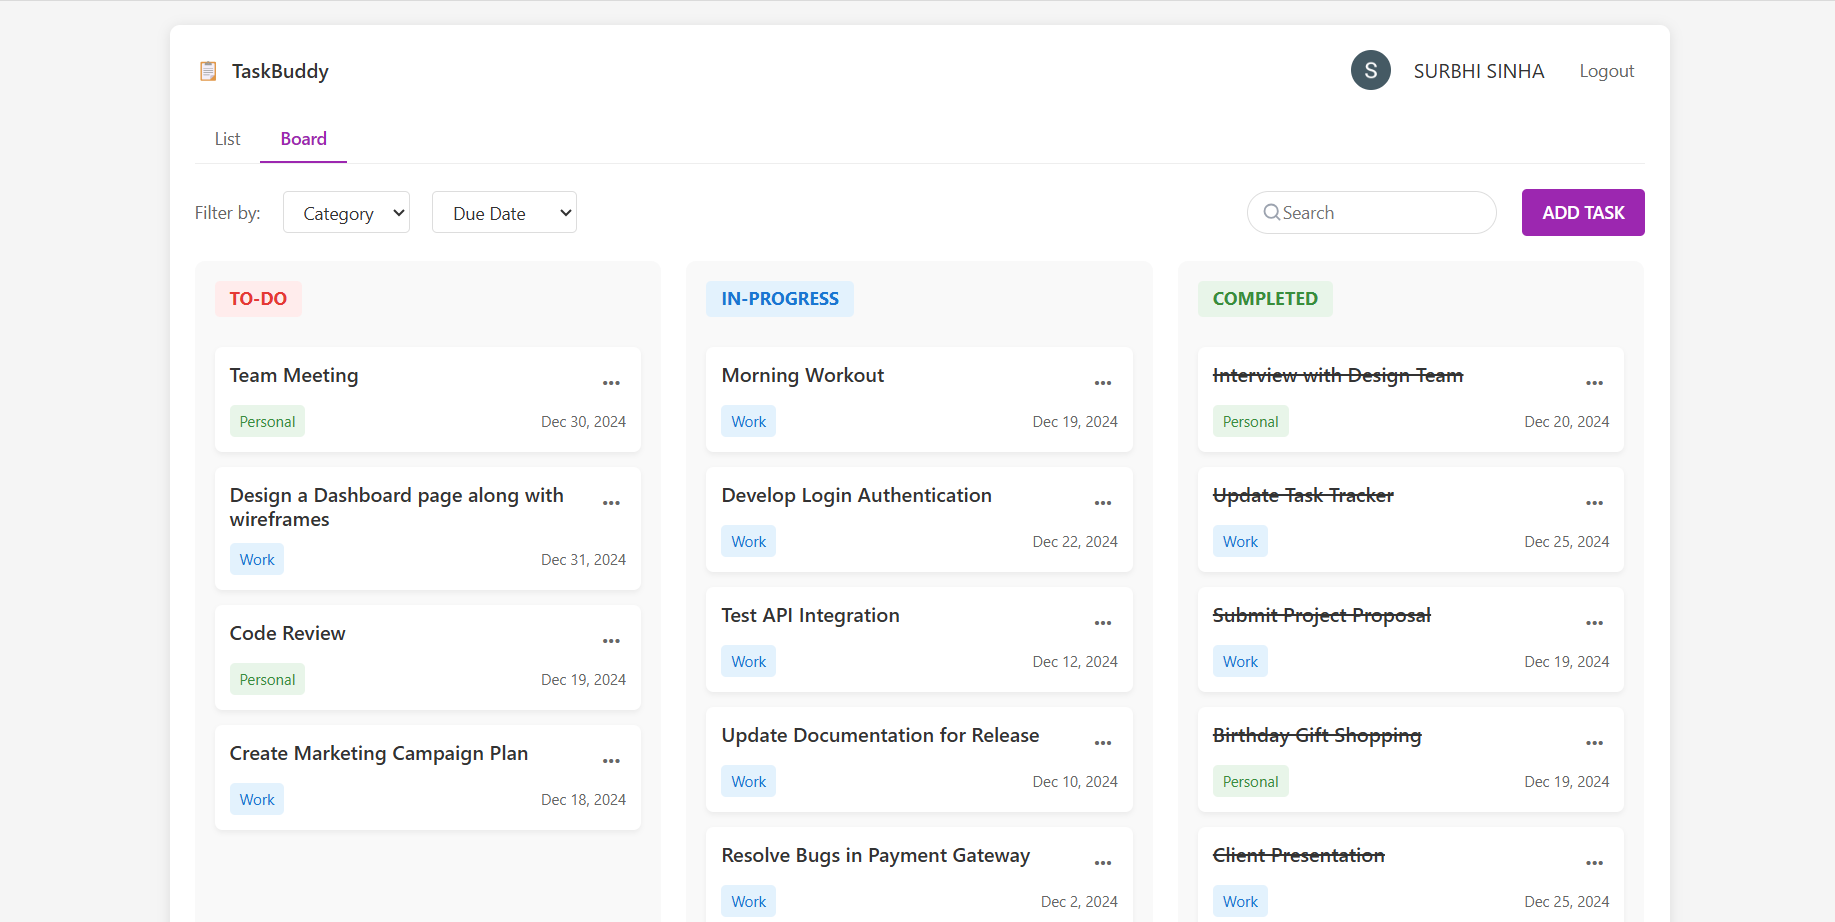 TaskBuddy
S SURBHI SINHA Logout
List Board
Filter by: Category Due Date Search ADD TASK
TO-DO
Team Meeting
Personal Dec 30, 2024
Design a Dashboard page along with
wireframes
Work Dec 31, 2024
Code Review
Personal Dec 19, 2024
Create Marketing Campaign Plan
Work Dec 18, 2024
IN-PROGRESS
Morning Workout
Work Dec 19, 2024
Develop Login Authentication
Work Dec 22, 2024
Test API Integration
Work Dec 12, 2024
Update Documentation for Release
Work Dec 10, 2024
Resolve Bugs in Payment Gateway
Work Dec 2, 2024
COMPLETED
Interview with Design Team
Personal Dec 20, 2024
Update Task Tracker
Work Dec 25, 2024
Submit Project Proposal
Work Dec 19, 2024
Birthday Gift Shopping
Personal Dec 19, 2024
Client Presentation
Work Dec 25, 2024